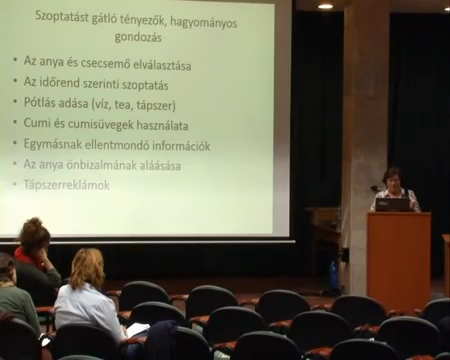 Szoptatást gátló tényezők, hagyományos
gondozás
• Az anya és csecsemő elválasztása
• Az időrend szerinti szoptatás
• Pótlás adása (víz, tea, tápszer)
• Cumi és cumisüvegek használata
• Egymásnak ellentmondó információk
• Az anya önbizalmának aláásása
• Tápszerreklámok